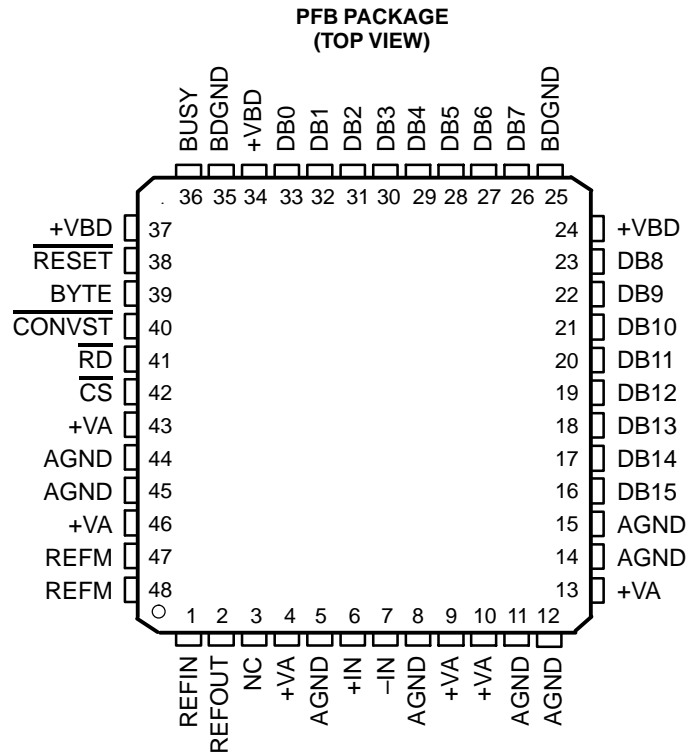 PFB PACKAGE
(TOP VIEW)
BUSY
BDGND
+VBD
DB0
DB1
DB2
DB3
DB4
DB5
DB6
DB7
BDGND
36 35 34 33 32 31 30 29 28 27 26 25
+VBD 37 24 +VBD
RESET 38 23 DB8
BYTE 39 22 DB9
CONVST 40 21 DB10
RD 41 20 DB11
CS 42 19 DB12
+VA 43 18 DB13
AGND 44 17 DB14
AGND 45 16 DB15
+VA 46 15 AGND
REFM 47 14 AGND
REFM 48 13 +VA
1 2 3 4 5 6 7 8 9 10 11 12
REFIN
REFOUT
NC
+VA
AGND
+IN
–IN
AGND
+VA
+VA
AGND
AGND